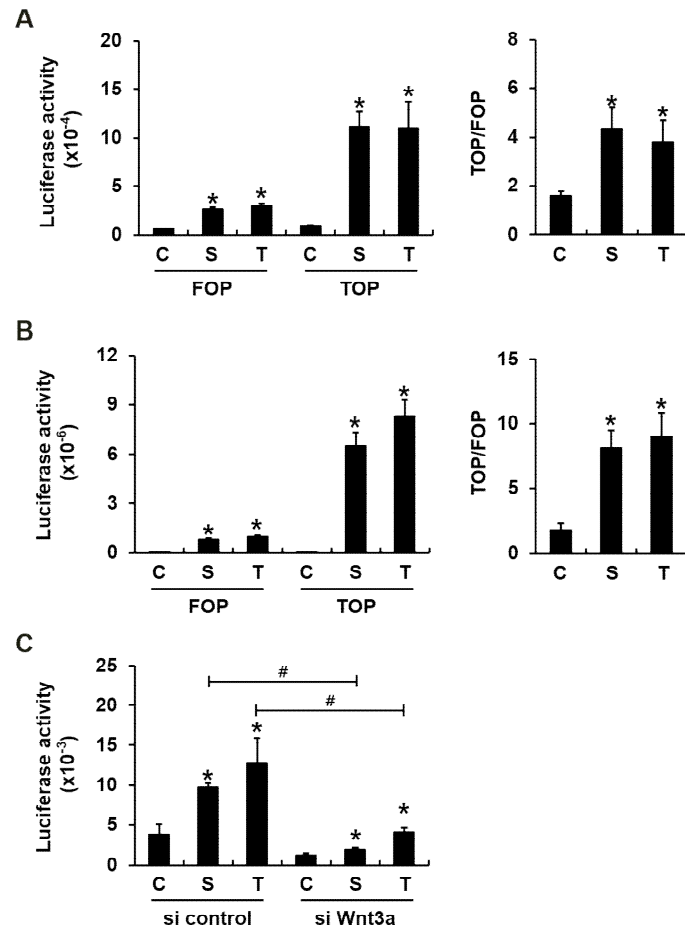 A
Luciferase activity
(x10-4)
20
15
10
5
0
* * * *
C S T C S T
FOP TOP
TOP/FOP
8
6
4
2
0
* *
C S T
B
Luciferase activity
(x10-6)
12
9
6
3
0
* * * *
C S T C S T
FOP TOP
TOP/FOP
15
10
5
0
* *
C S T
C
Luciferase activity
(x10-3)
25
20
15
10
5
0
#
#
* * * *
C S T C S T
si control si Wnt3a